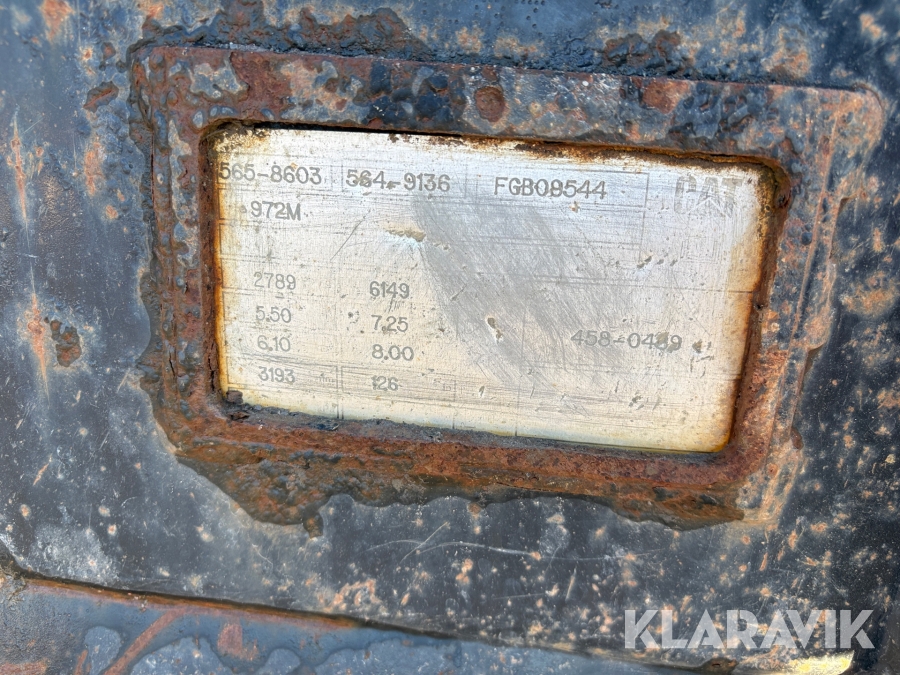 565-8603 564-9136 FGB08544 CAT
972M
2789 6149
5.50 7.25 458-0489
6.10 8.00
3193 126
KLARAVIK